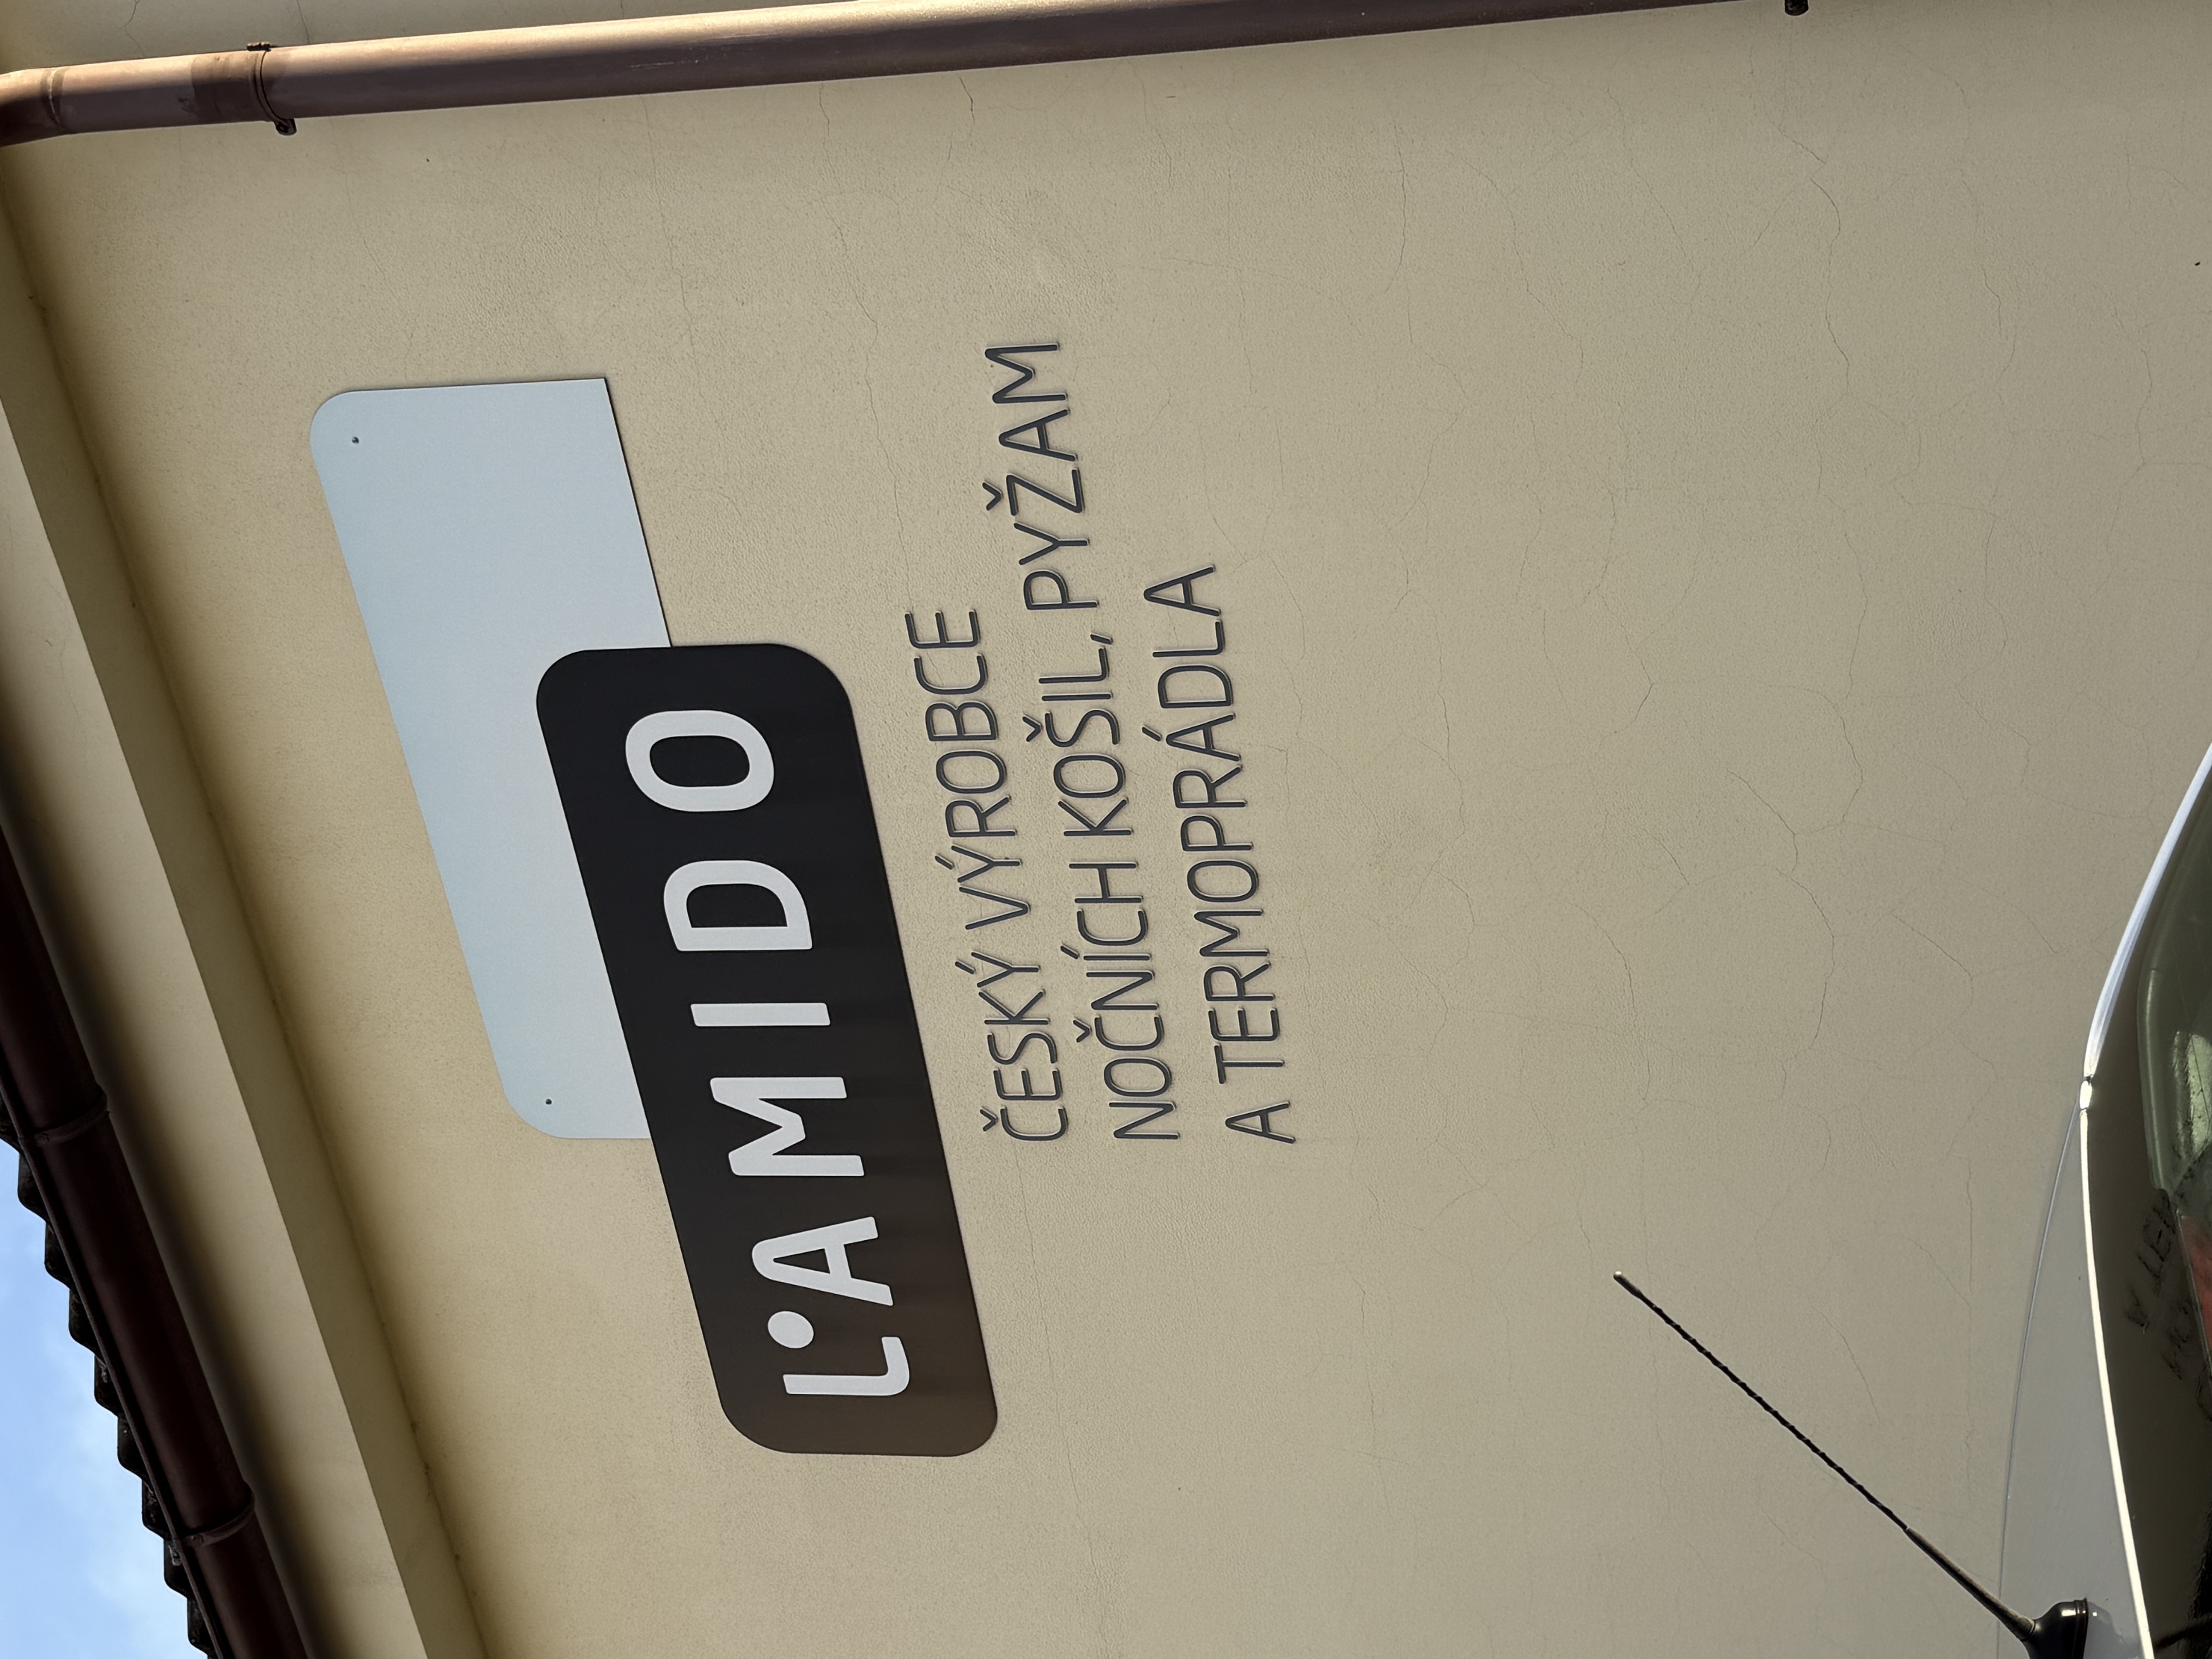 L'AMIDO
ČESKÝ VÝROBCE
NOČNÍCH KOŠIL, PYŽAM
A TERMOPRÁDLA